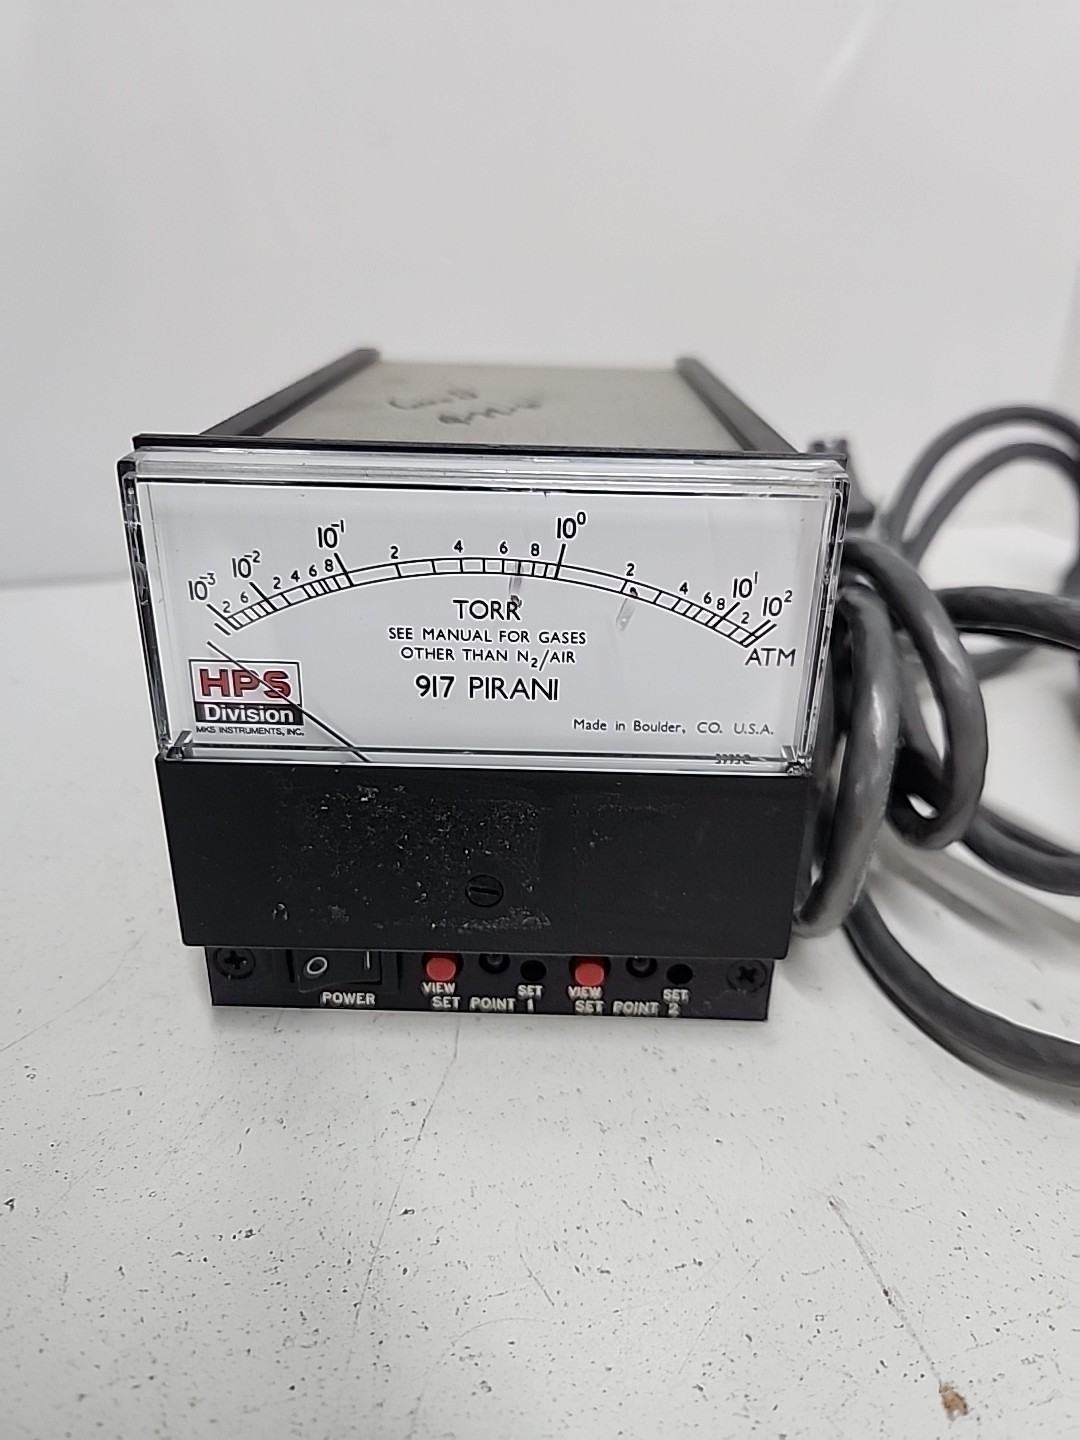 10⁻³ 2 6 10⁻² 2 4 6 8 10⁻¹ 2 4 6 8 10⁰ 2 4 6 8 10¹ 2 10²
ATM
TORR
SEE MANUAL FOR GASES
OTHER THAN N₂/AIR
917 PIRANI
HPS
Division
MKS INSTRUMENTS, INC.
Made in Boulder, CO. U.S.A.
POWER
VIEW SET
SET POINT 1
VIEW SET
SET POINT 2